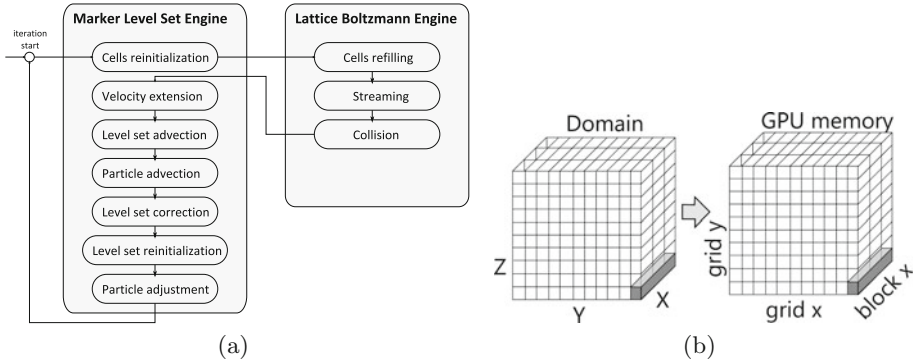 Marker Level Set Engine
Lattice Boltzmann Engine
iteration
start
Cells reinitialization
Cells refilling
Velocity extension
Streaming
Level set advection
Collision
Particle advection
Level set correction
Level set reinitialization
Particle adjustment
(a)
Domain
GPU memory
Z
Y
X
grid y
grid x
block x
(b)